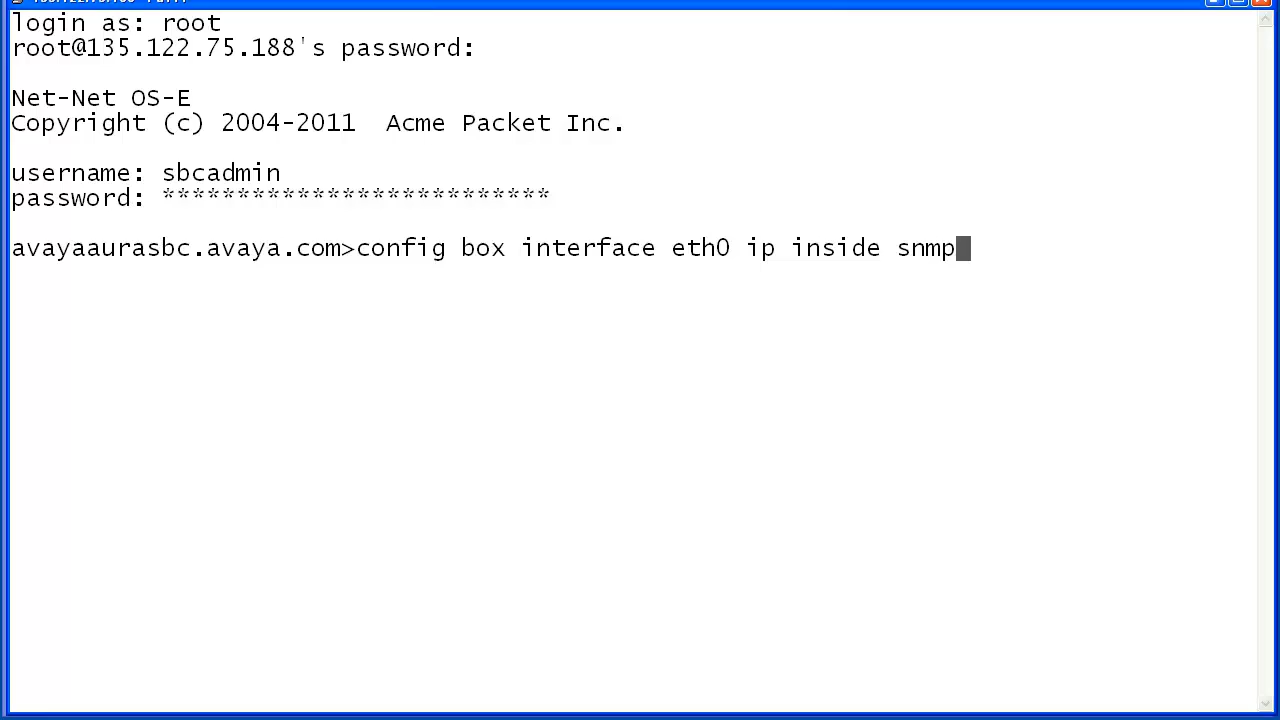 login as: root
root@135.122.75.188's password:
Net-Net OS-E
Copyright (c) 2004-2011  Acme Packet Inc.
username: sbcadmin
password: **************************
avayaaurasbc.avaya.com>config box interface eth0 ip inside snmp